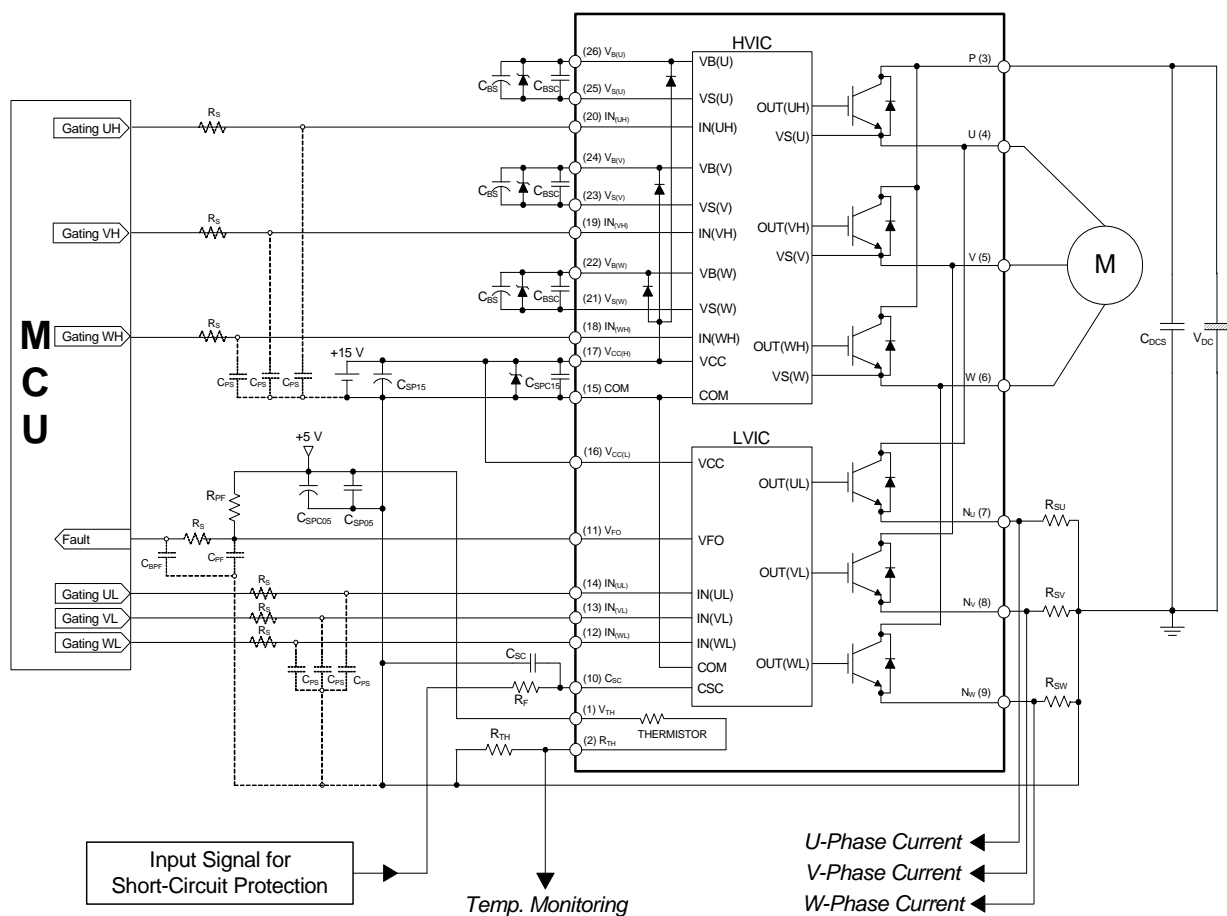 HVIC
(26) VB(U)
VB(U)
P (3)
CBS
CBSC
(25) VS(U)
VS(U)
OUT(UH)
RS
Gating UH
(20) IN(UH)
IN(UH)
VS(U)
U (4)
(24) VB(V)
VB(V)
CBS
CBSC
(23) VS(V)
VS(V)
OUT(VH)
RS
Gating VH
(19) IN(VH)
IN(VH)
VS(V)
V (5)
M
(22) VB(W)
VB(W)
CBS
CBSC
(21) VS(W)
VS(W)
RS
Gating WH
(18) IN(WH)
IN(WH)
OUT(WH)
CDCS
VDC
MCU
+15 V
(17) VCC(H)
VCC
VS(W)
W (6)
CPS
CPS
CPS
CSP15
CSPC15
(15) COM
COM
+5 V
LVIC
(16) VCC(L)
VCC
OUT(UL)
RPF
CSPC05
CSP05
NU (7)
RSU
RS
Fault
(11) VFO
VFO
CBPF
CPF
OUT(VL)
RS
Gating UL
(14) IN(UL)
IN(UL)
RS
Gating VL
(13) IN(VL)
IN(VL)
NV (8)
RSV
RS
Gating WL
(12) IN(WL)
IN(WL)
CSC
COM
OUT(WL)
CPS
CPS
CPS
(10) CSC
CSC
RF
NW (9)
RSW
(1) VTH
THERMISTOR
RTH
(2) RTH
Input Signal for
Short-Circuit Protection
Temp. Monitoring
U-Phase Current
V-Phase Current
W-Phase Current